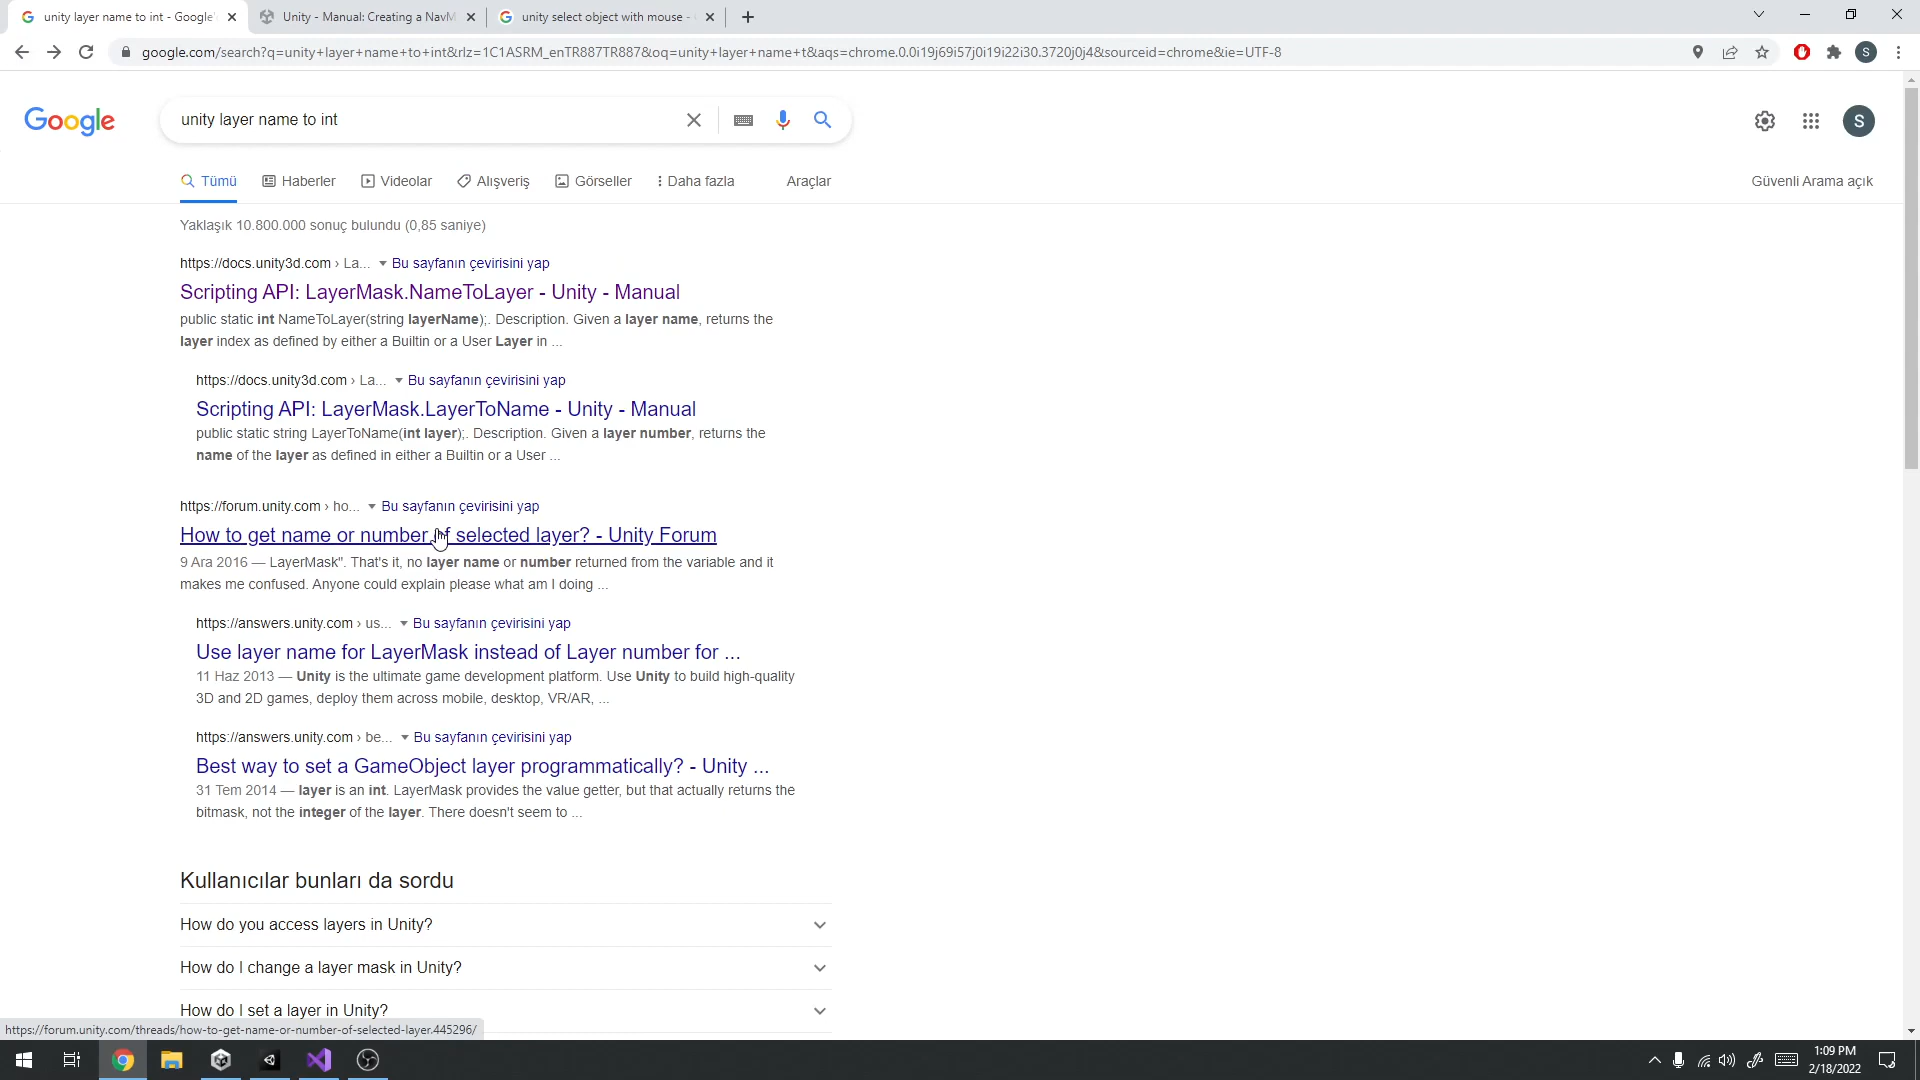 unity layer name to int - Google'
Unity - Manual: Creating a NavM
unity select object with mouse -
google.com/search?q=unity+layer+name+to+int&rlz=1C1ASRM_enTR887TR887&oq=unity+layer+name+t&aqs=chrome.0.0i19j69i57j0i19i22i30.3720j0j4&sourceid=chrome&ie=UTF-8
S
Google
unity layer name to int
S
Tümü
Haberler
Videolar
Alışveriş
Görseller
Daha fazla
Araçlar
Güvenli Arama açık
Yaklaşık 10.800.000 sonuç bulundu (0,85 saniye)
https://docs.unity3d.com › La... Bu sayfanın çevirisini yap
Scripting API: LayerMask.NameToLayer - Unity - Manual
public static int NameToLayer(string layerName);. Description. Given a layer name, returns the
layer index as defined by either a Builtin or a User Layer in ...
https://docs.unity3d.com › La... Bu sayfanın çevirisini yap
Scripting API: LayerMask.LayerToName - Unity - Manual
public static string LayerToName(int layer);. Description. Given a layer number, returns the
name of the layer as defined in either a Builtin or a User ...
https://forum.unity.com › ho... Bu sayfanın çevirisini yap
How to get name or number of selected layer? - Unity Forum
9 Ara 2016 — LayerMask". That's it, no layer name or number returned from the variable and it
makes me confused. Anyone could explain please what am I doing ...
https://answers.unity.com › us... Bu sayfanın çevirisini yap
Use layer name for LayerMask instead of Layer number for ...
11 Haz 2013 — Unity is the ultimate game development platform. Use Unity to build high-quality
3D and 2D games, deploy them across mobile, desktop, VR/AR, ...
https://answers.unity.com › be... Bu sayfanın çevirisini yap
Best way to set a GameObject layer programmatically? - Unity ...
31 Tem 2014 — layer is an int. LayerMask provides the value getter, but that actually returns the
bitmask, not the integer of the layer. There doesn't seem to ...
Kullanıcılar bunları da sordu
How do you access layers in Unity?
How do I change a layer mask in Unity?
How do I set a layer in Unity?
https://forum.unity.com/threads/how-to-get-name-or-number-of-selected-layer.445296/
1:09 PM
2/18/2022